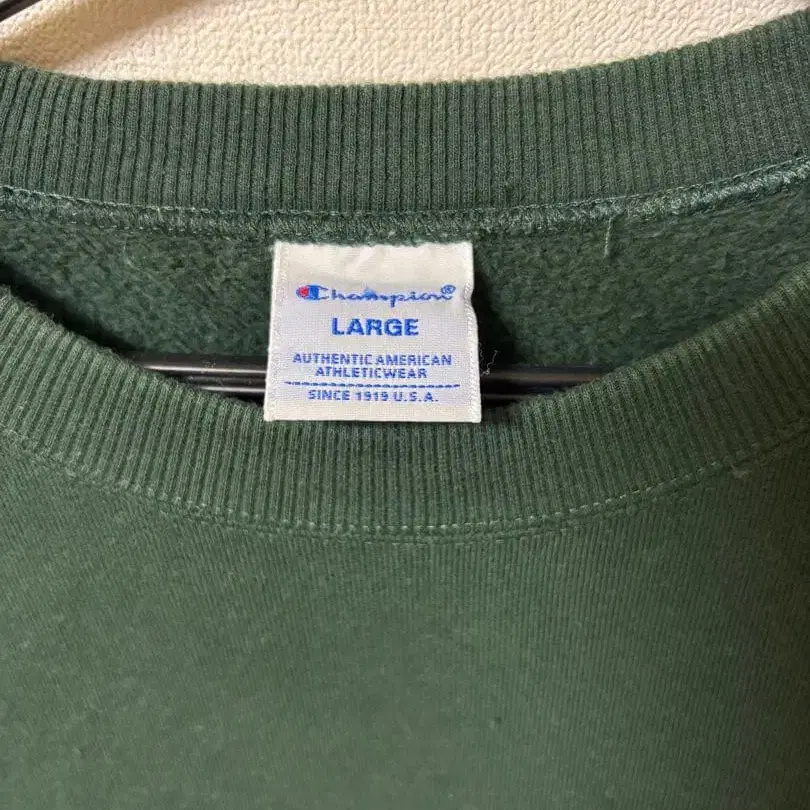 Champion®
LARGE
AUTHENTIC AMERICAN
ATHLETICWEAR
SINCE 1919 U.S.A.